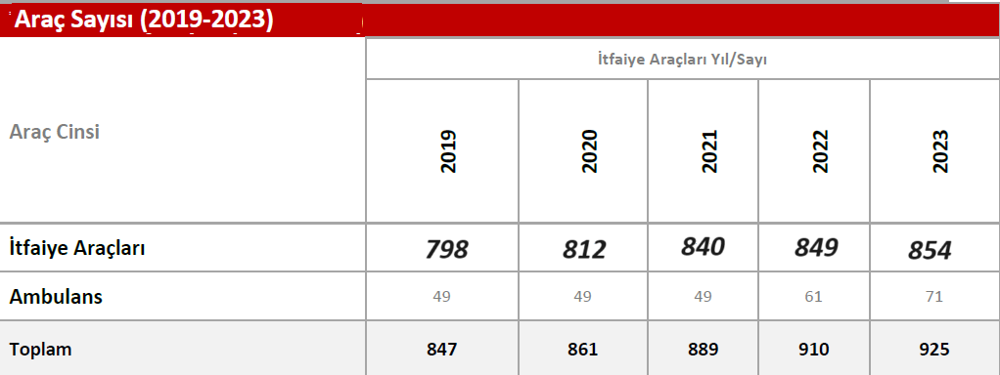 Araç Sayısı (2019-2023)
İtfaiye Araçları Yıl/Sayı
Araç Cinsi
2019 2020 2021 2022 2023
İtfaiye Araçları 798 812 840 849 854
Ambulans 49 49 49 61 71
Toplam 847 861 889 910 925